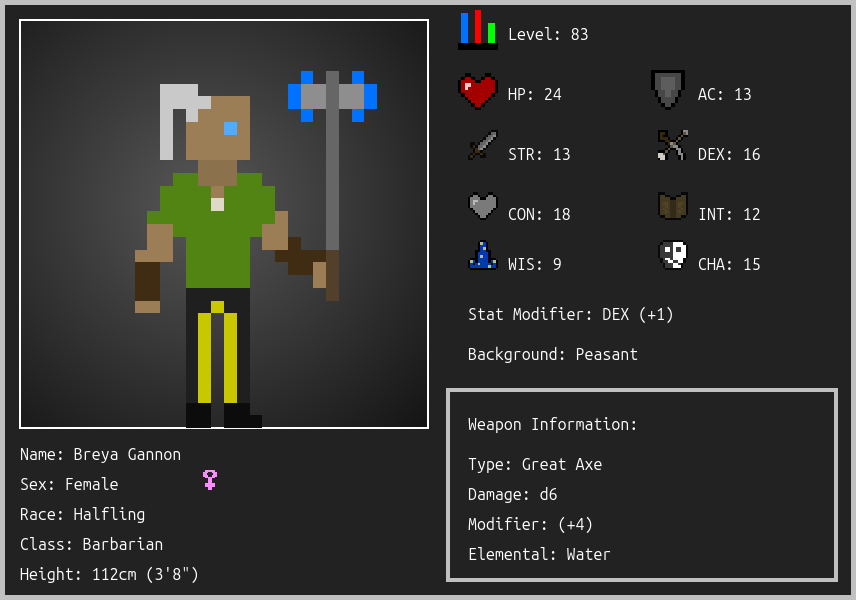 Level: 83
HP: 24
AC: 13
STR: 13
DEX: 16
CON: 18
INT: 12
WIS: 9
CHA: 15
Stat Modifier: DEX (+1)
Background: Peasant
Weapon Information:
Type: Great Axe
Damage: d6
Modifier: (+4)
Elemental: Water
Name: Breya Gannon
Sex: Female
Race: Halfling
Class: Barbarian
Height: 112cm (3'8")